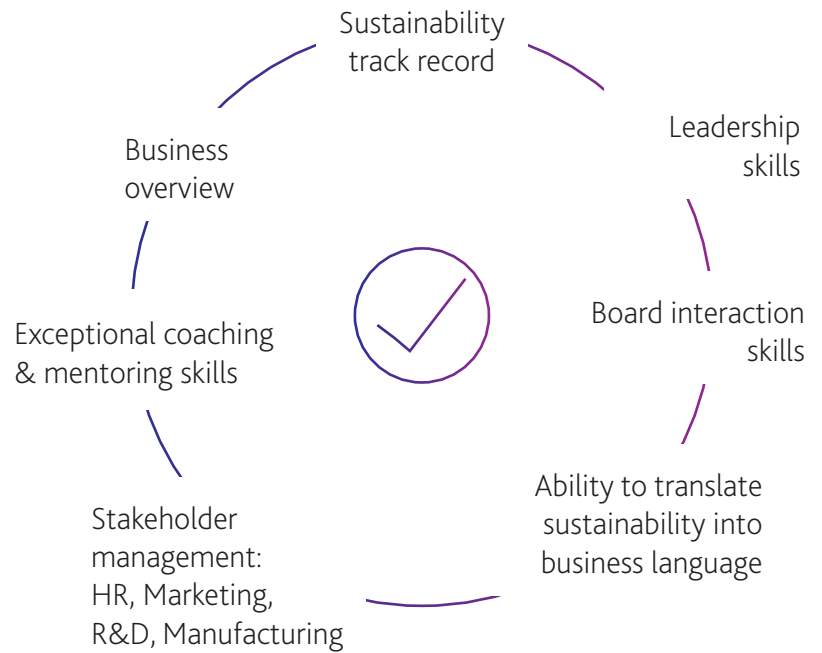 Sustainability
track record
Leadership
skills
Board interaction
skills
Ability to translate
sustainability into
business language
Stakeholder
management:
HR, Marketing,
R&D, Manufacturing
Exceptional coaching
& mentoring skills
Business
overview